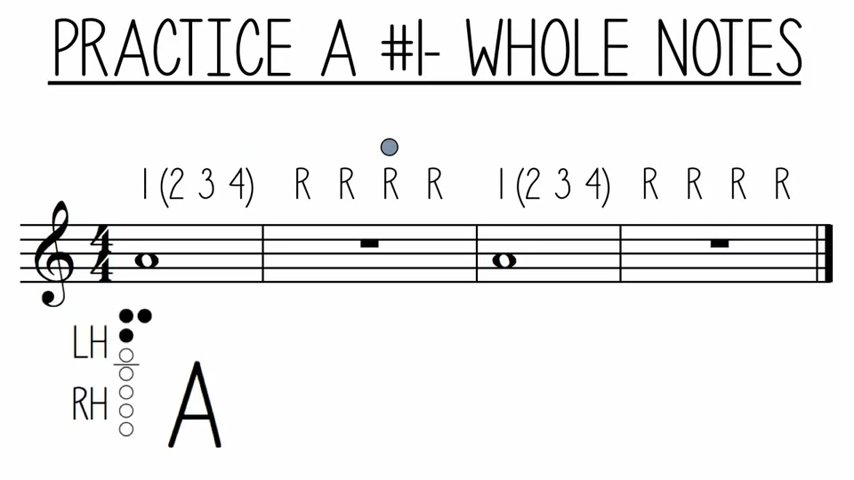 PRACTICE A #1- WHOLE NOTES
1 (2 3 4) R R R R 1 (2 3 4) R R R R
4
4
LH
RH
A